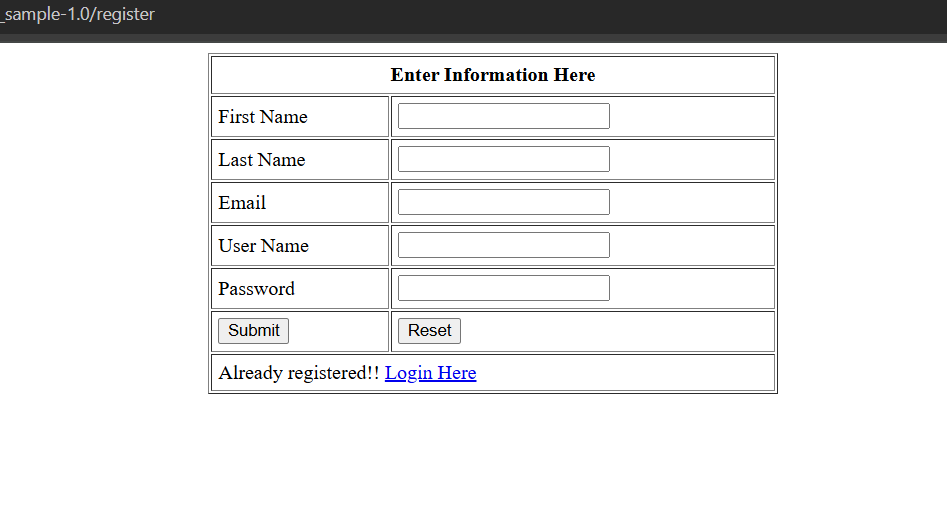 _sample-1.0/register
Enter Information Here
First Name
Last Name
Email
User Name
Password
Submit Reset
Already registered!! Login Here